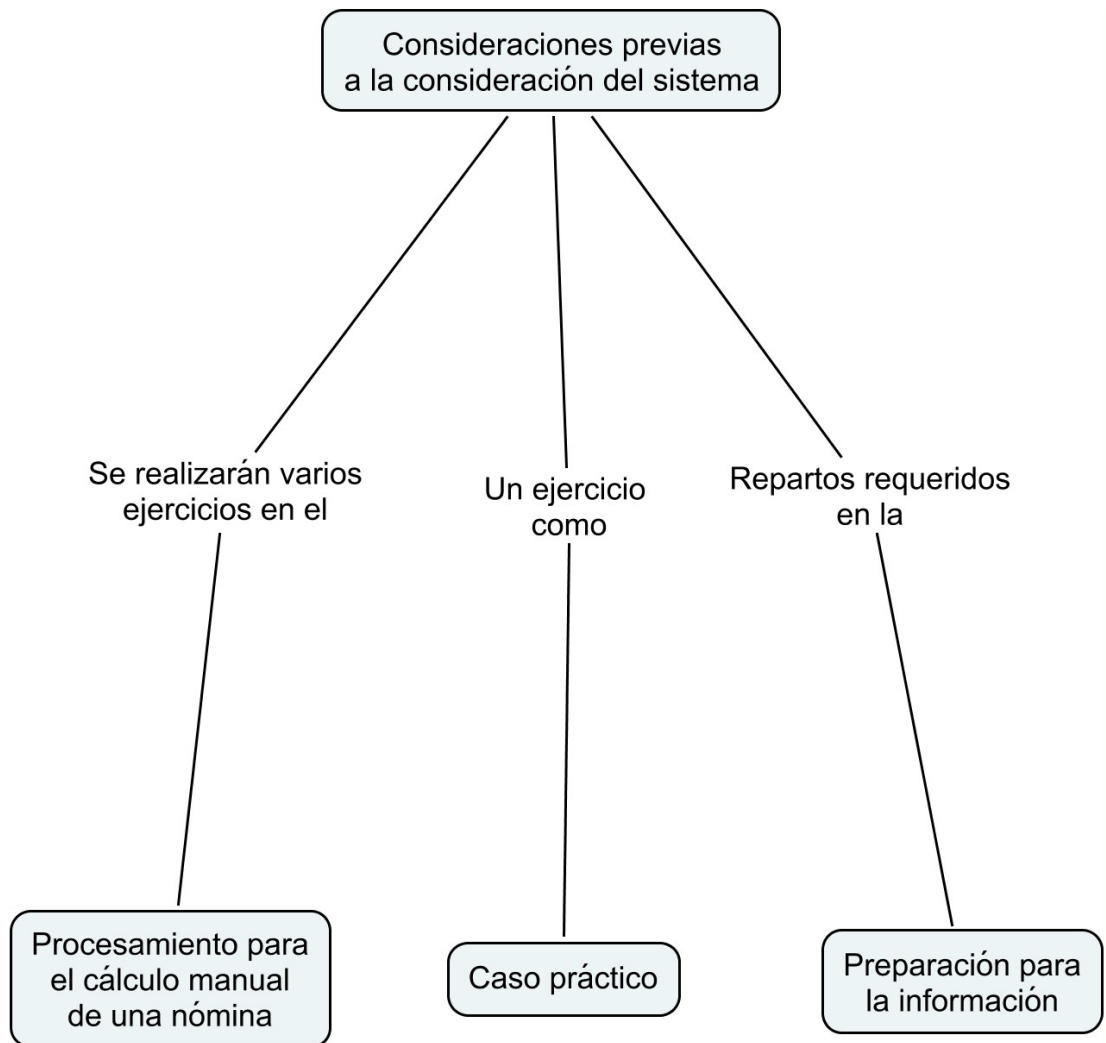 Consideraciones previas
a la consideración del sistema
Se realizarán varios
ejercicios en el
Un ejercicio
como
Repartos requeridos
en la
Procesamiento para
el cálculo manual
de una nómina
Caso práctico
Preparación para
la información